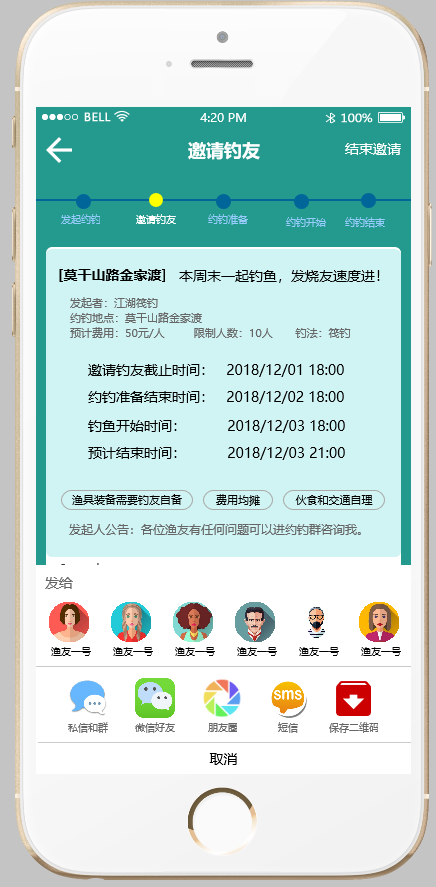 BELL 4:20 PM 100%
邀请钓友 结束邀请
发起约钓 邀请钓友 约钓准备 约钓开始 约钓结束
[莫干山路金家渡] 本周末一起钓鱼，发烧友速度进！
发起者：江湖筏钓
约钓地点：莫干山路金家渡
预计费用：50元/人 限制人数：10人 钓法：筏钓
邀请钓友截止时间： 2018/12/01 18:00
约钓准备结束时间： 2018/12/02 18:00
钓鱼开始时间： 2018/12/03 18:00
预计结束时间： 2018/12/03 21:00
渔具装备需要钓友自备 费用均摊 伙食和交通自理
发起人公告：各位渔友有任何问题可以进约钓群咨询我。
发给
渔友一号 渔友一号 渔友一号 渔友一号 渔友一号 渔友一号
sms
私信和群 微信好友 朋友圈 短信 保存二维码
取消